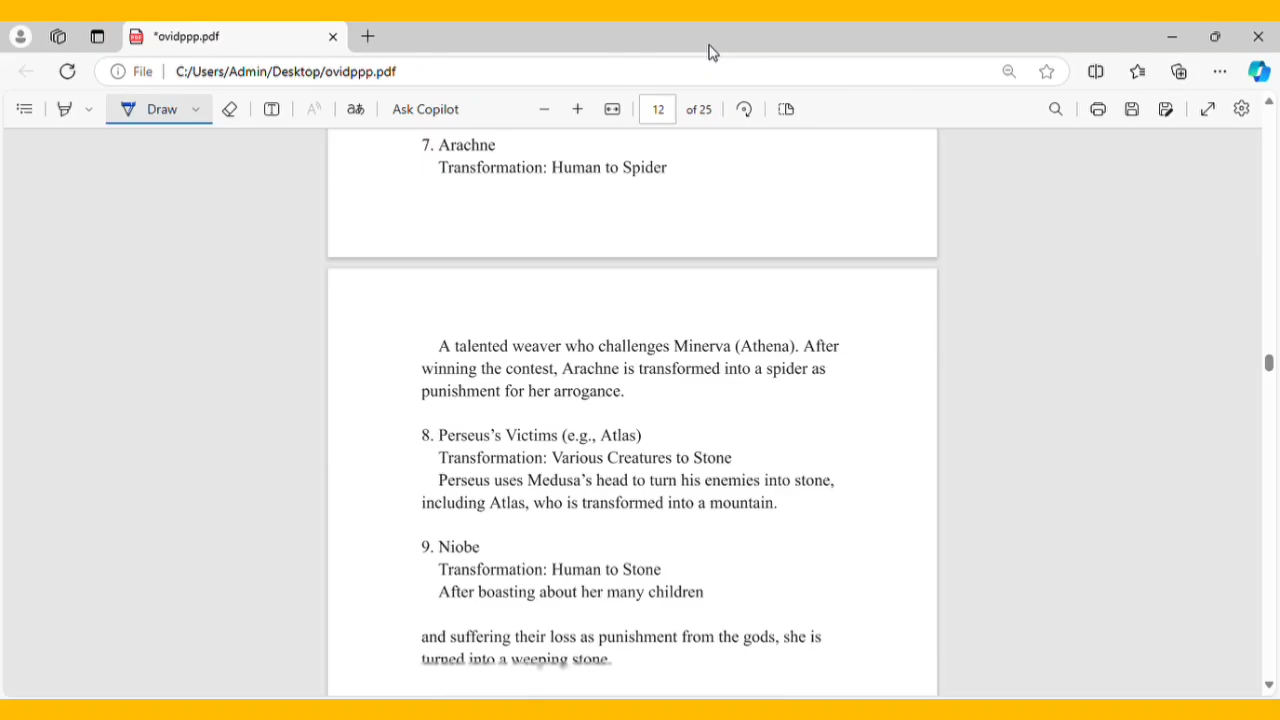 *ovidppp.pdf
File
C:/Users/Admin/Desktop/ovidppp.pdf
Draw
aあ
Ask Copilot
12 of 25
7. Arachne
Transformation: Human to Spider
A talented weaver who challenges Minerva (Athena). After
winning the contest, Arachne is transformed into a spider as
punishment for her arrogance.
8. Perseus’s Victims (e.g., Atlas)
Transformation: Various Creatures to Stone
Perseus uses Medusa’s head to turn his enemies into stone,
including Atlas, who is transformed into a mountain.
9. Niobe
Transformation: Human to Stone
After boasting about her many children
and suffering their loss as punishment from the gods, she is
turned into a weeping stone.